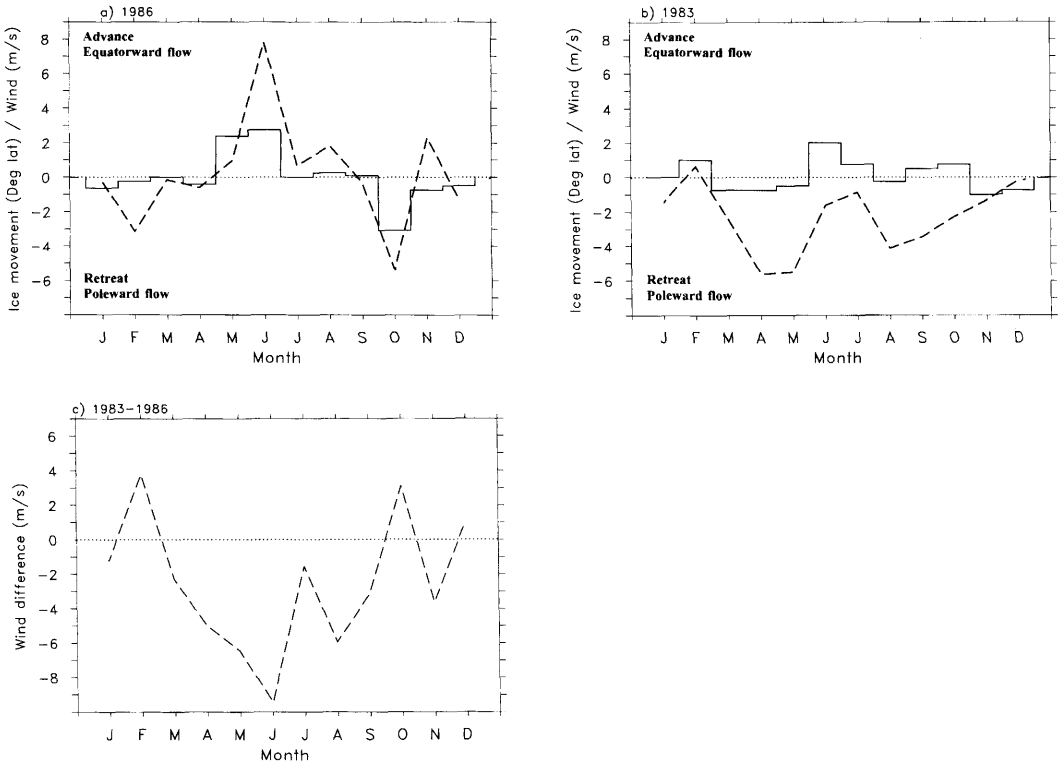 a) 1986
Advance
Equatorward flow
Ice movement (Deg lat) / Wind (m/s)
8
6
4
2
0
-2
-4
-6
Retreat
Poleward flow
J F M A M J J A S O N D
Month
b) 1983
Advance
Equatorward flow
Ice movement (Deg lat) / Wind (m/s)
8
6
4
2
0
-2
-4
-6
Retreat
Poleward flow
J F M A M J J A S O N D
Month
c) 1983-1986
Wind difference (m/s)
6
4
2
0
-2
-4
-6
-8
J F M A M J J A S O N D
Month